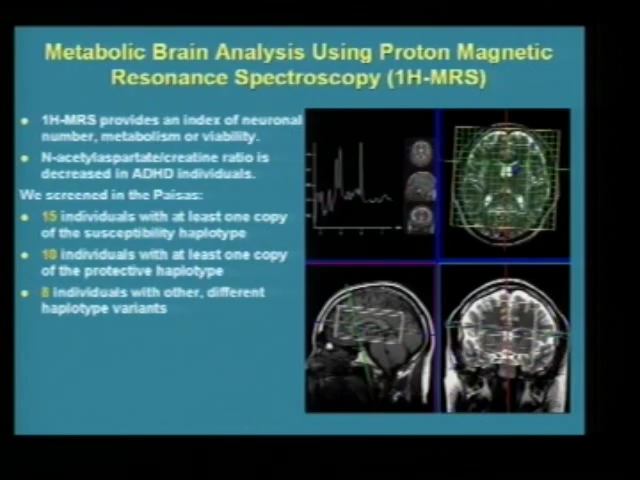 Metabolic Brain Analysis Using Proton Magnetic
Resonance Spectroscopy (1H-MRS)
1H-MRS provides an index of neuronal
number, metabolism or viability.
N-acetylaspartate/creatine ratio is
decreased in ADHD individuals.
We screened in the Paisas:
15 individuals with at least one copy
of the susceptibility haplotype
10 individuals with at least one copy
of the protective haplotype
8 individuals with other, different
haplotype variants